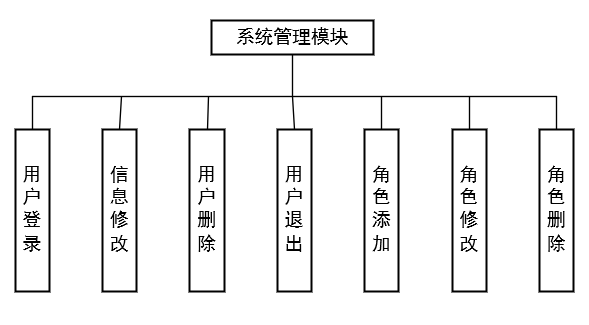 系统管理模块
用户登录
信息修改
用户删除
用户退出
角色添加
角色修改
角色删除